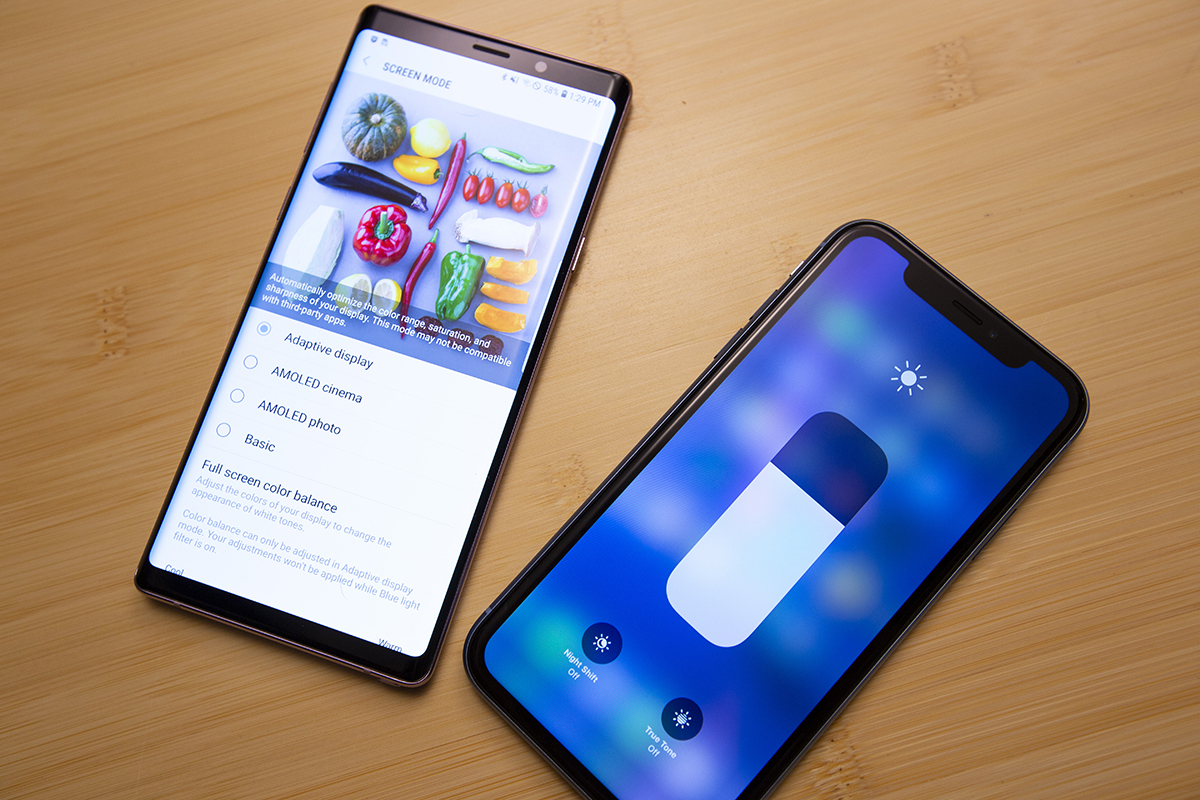 SCREEN MODE
58% 1:29 PM
Automatically optimize the color range, saturation, and
sharpness of your display. This mode may not be compatible
with third-party apps.
Adaptive display
AMOLED cinema
AMOLED photo
Basic
Full screen color balance
Adjust the colors of your display to change the
appearance of white tones.
Color balance can only be adjusted in Adaptive display
mode. Your adjustments won't be applied while Blue light
filter is on.
Cool
Warm
Night Shift
Off
True Tone
Off